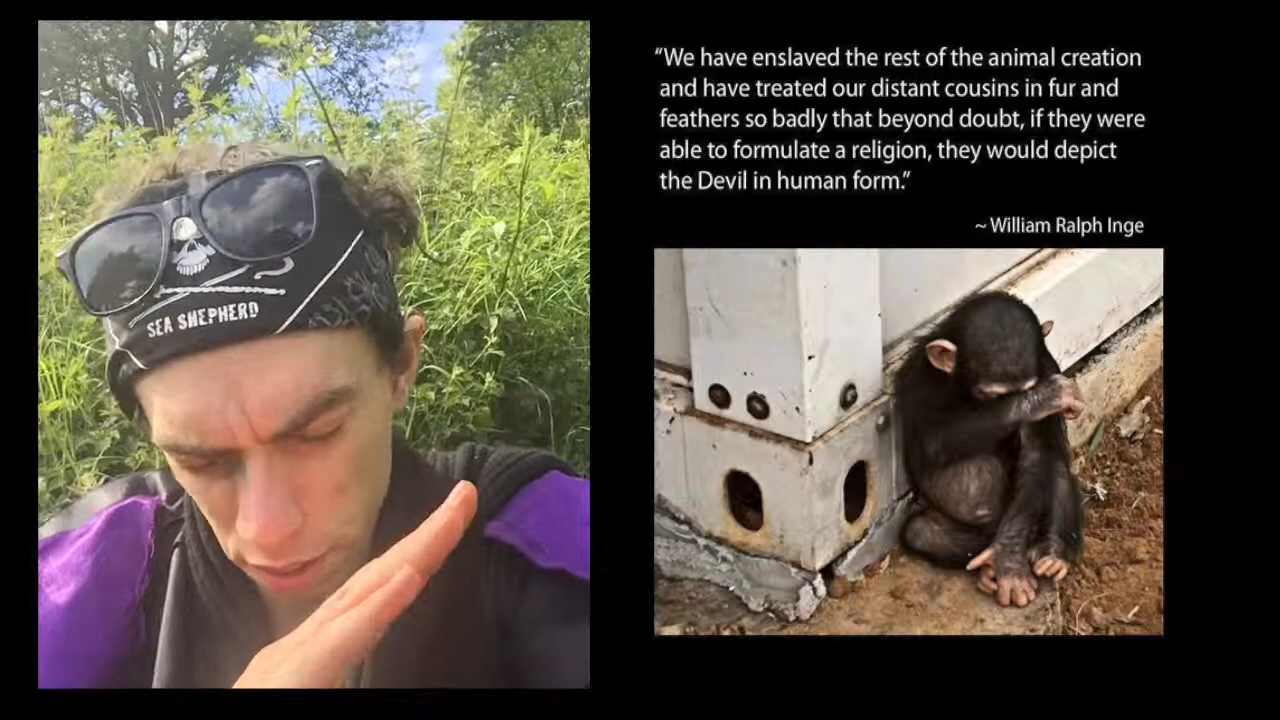 SEA SHEPHERD
“We have enslaved the rest of the animal creation
and have treated our distant cousins in fur and
feathers so badly that beyond doubt, if they were
able to formulate a religion, they would depict
the Devil in human form.”
~ William Ralph Inge